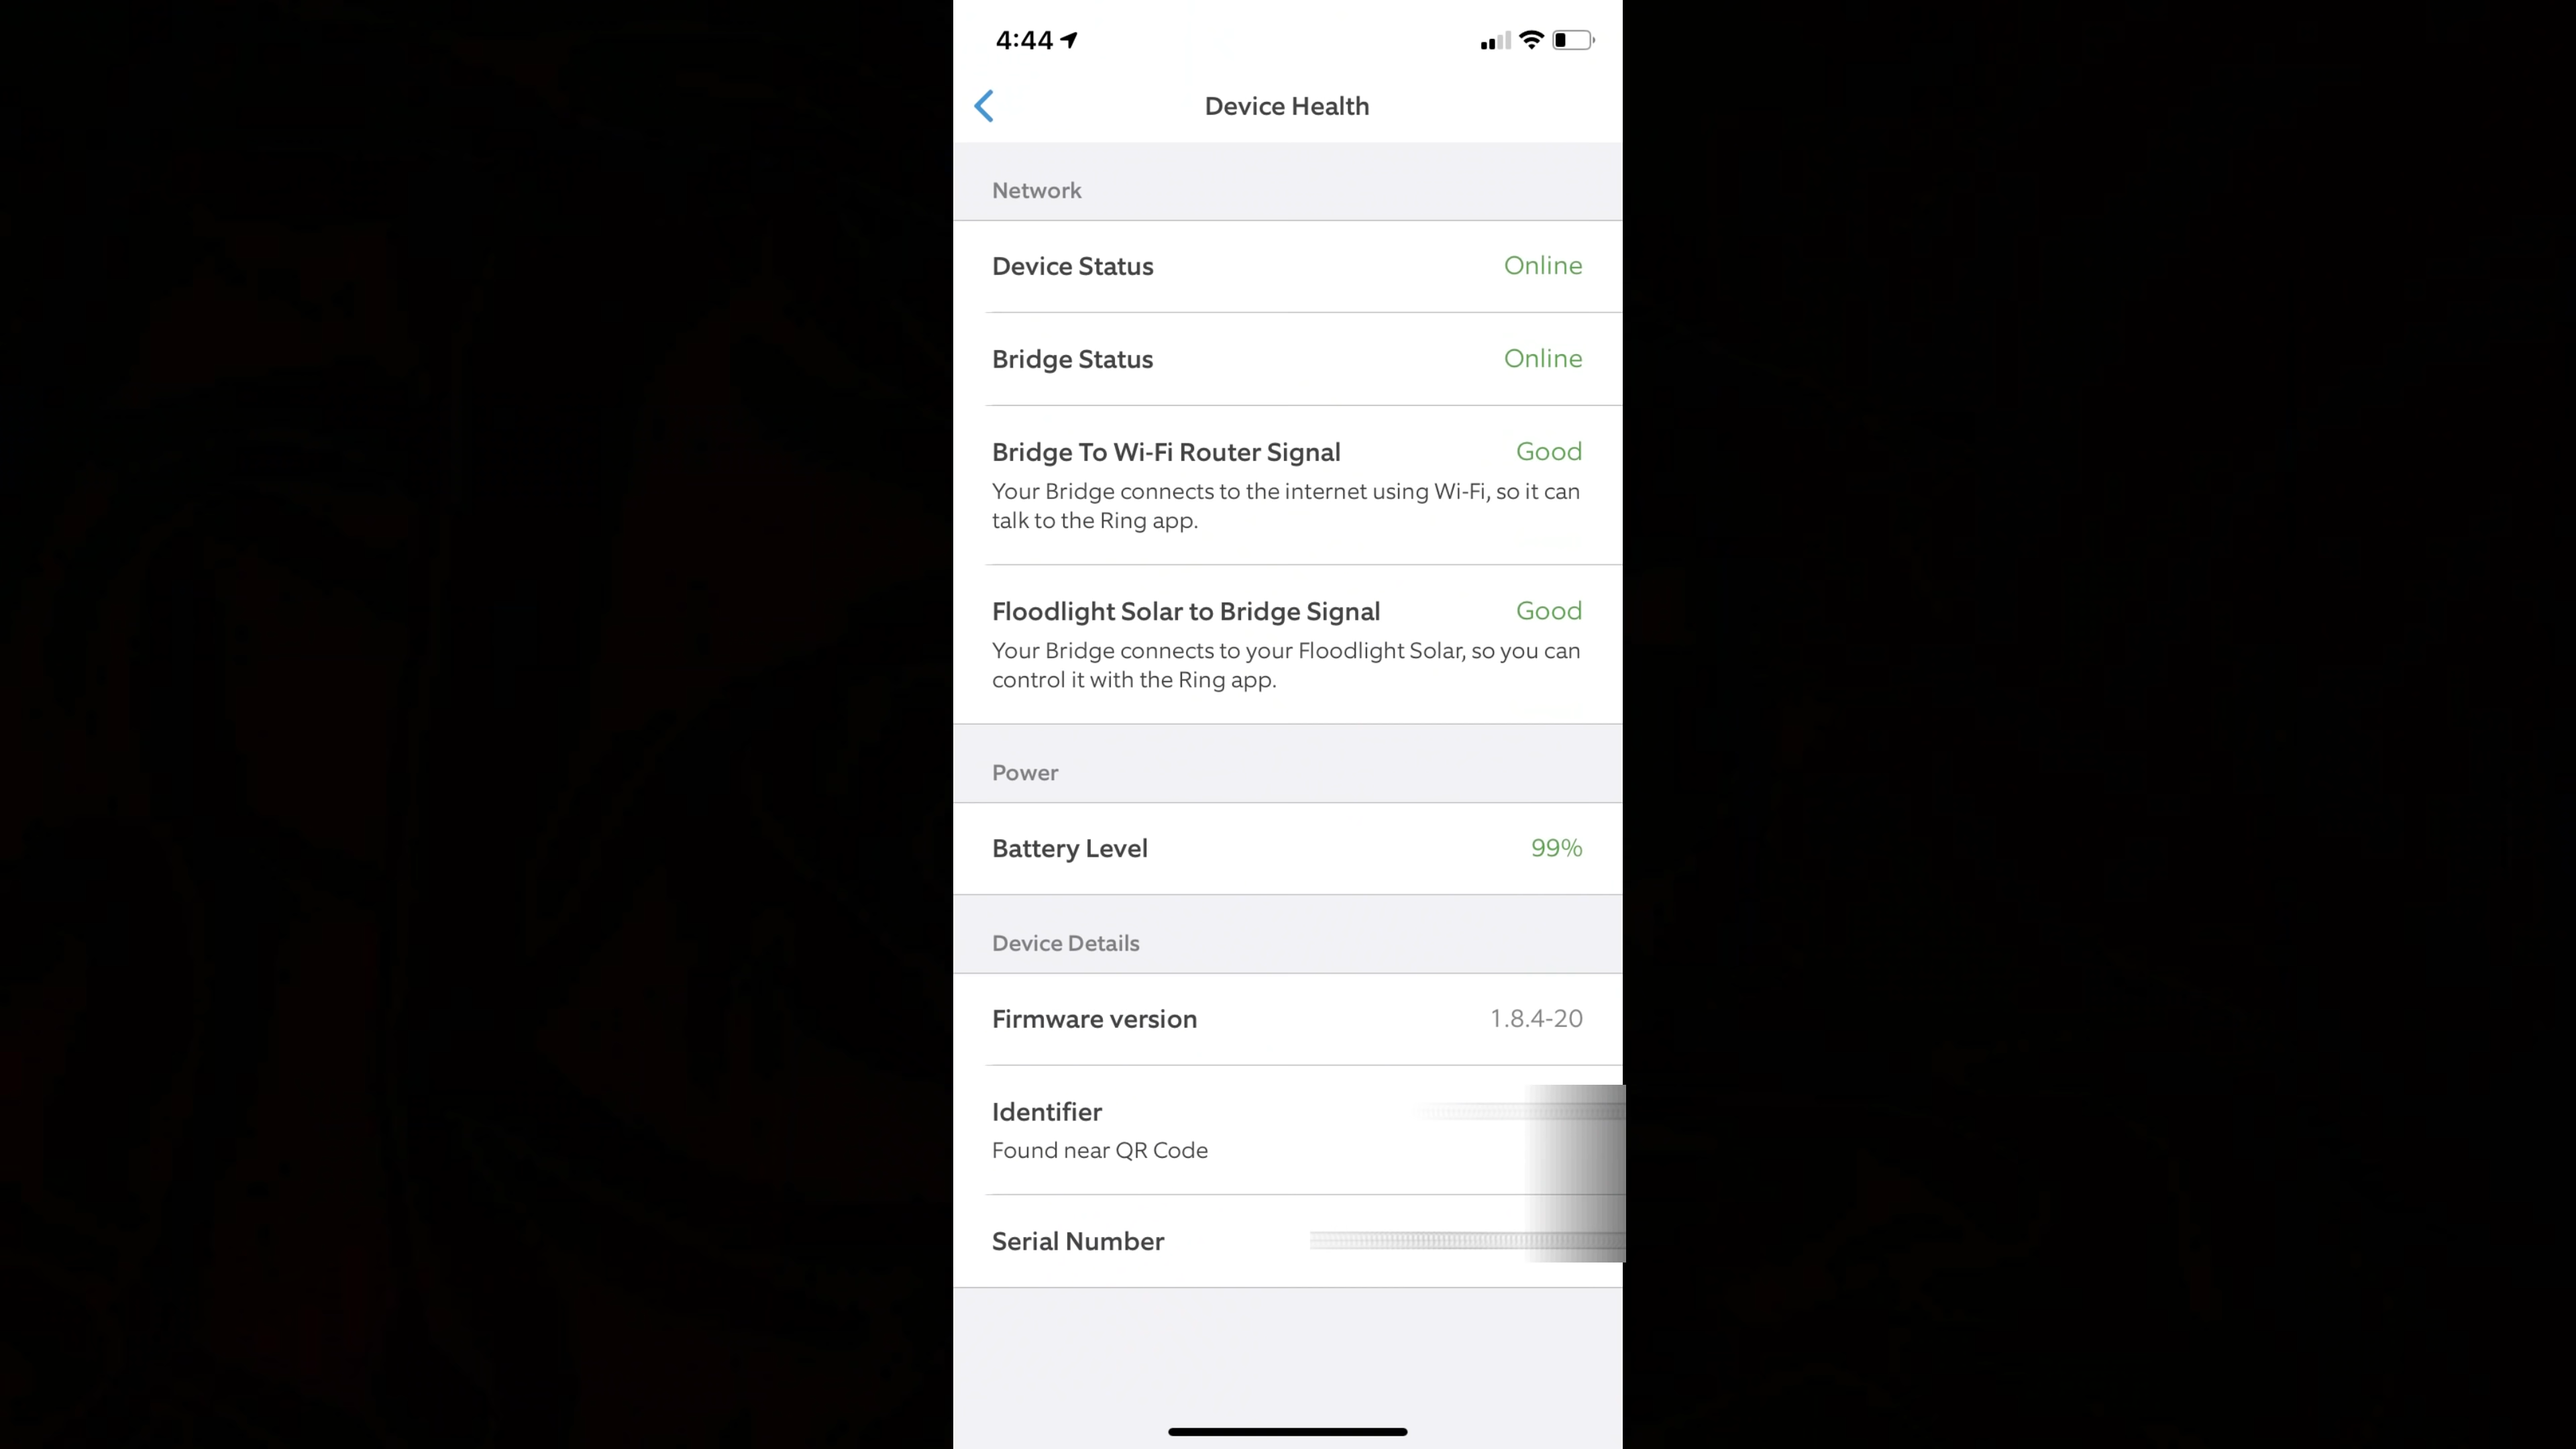 4:44
Device Health
Network
Device Status Online
Bridge Status Online
Bridge To Wi-Fi Router Signal Good
Your Bridge connects to the internet using Wi-Fi, so it can
talk to the Ring app.
Floodlight Solar to Bridge Signal Good
Your Bridge connects to your Floodlight Solar, so you can
control it with the Ring app.
Power
Battery Level 99%
Device Details
Firmware version 1.8.4-20
Identifier
Found near QR Code
Serial Number